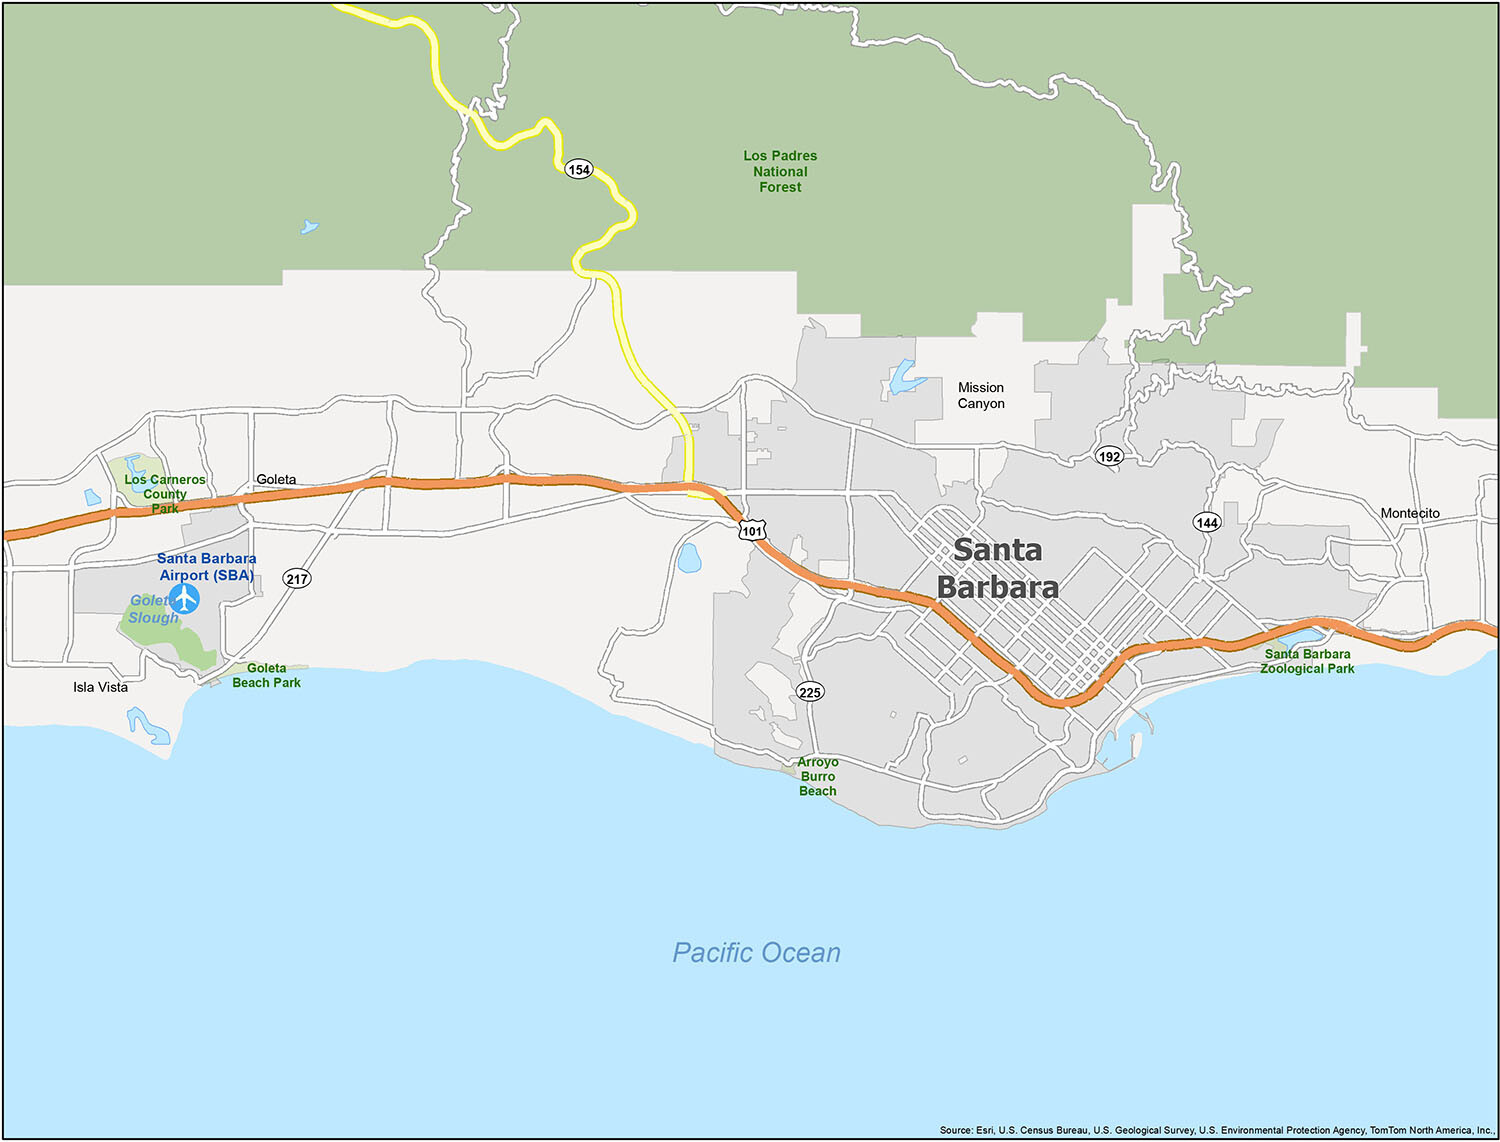 Los Padres
National
Forest
154
Mission
Canyon
192
Los Carneros
County
Park
Goleta
144
Montecito
101
Santa
Barbara
Santa Barbara
Airport (SBA)
217
Goleta
Slough
Goleta
Beach Park
Isla Vista
225
Santa Barbara
Zoological Park
Arroyo
Burro
Beach
Pacific Ocean
Source: Esri, U.S. Census Bureau, U.S. Geological Survey, U.S. Environmental Protection Agency, TomTom North America, Inc.,